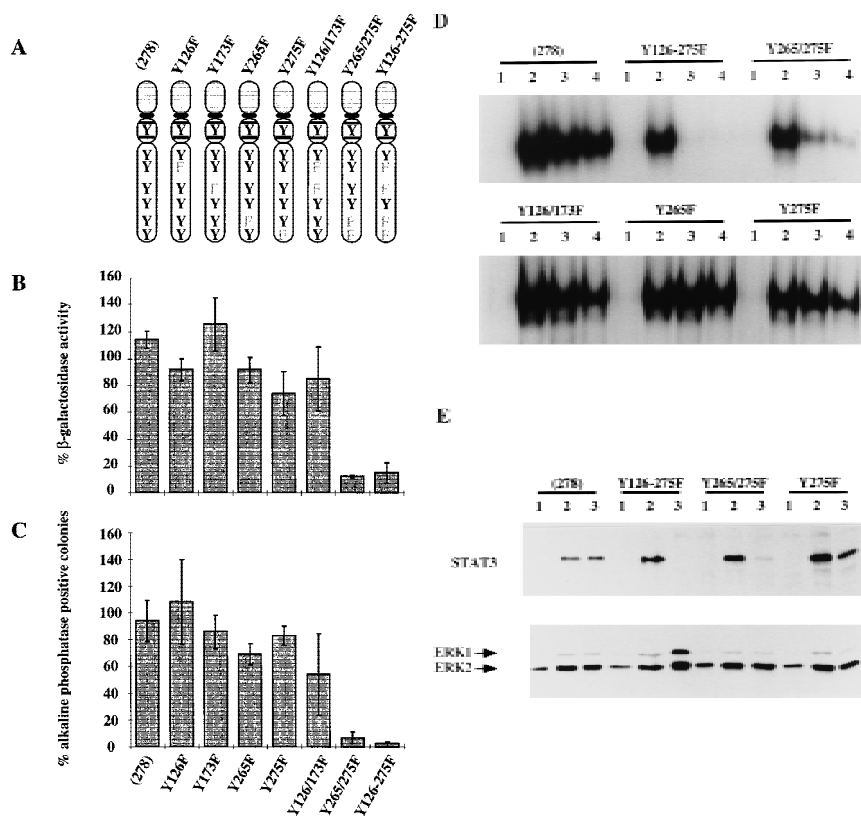 A
(278)
Y126F
Y173F
Y265F
Y275F
Y126/173F
Y265/275F
Y126-275F
Y Y Y Y Y Y Y Y
Y Y Y Y Y Y Y Y
Y F Y Y Y F Y F
Y Y F Y Y F Y F
Y Y Y Y Y Y Y Y
Y Y Y F Y Y F F
Y Y Y Y F Y F F
B
% β-galactosidase activity
160
140
120
100
80
60
40
20
0
C
% alkaline phosphatase positive colonies
160
140
120
100
80
60
40
20
0
(278)
Y126F
Y173F
Y265F
Y275F
Y126/173F
Y265/275F
Y126-275F
D
(278) Y126-275F Y265/275F
1 2 3 4 1 2 3 4 1 2 3 4
Y126/173F Y265F Y275F
1 2 3 4 1 2 3 4 1 2 3 4
E
(278) Y126-275F Y265/275F Y275F
1 2 3 1 2 3 1 2 3 1 2 3
STAT3
ERK1
ERK2